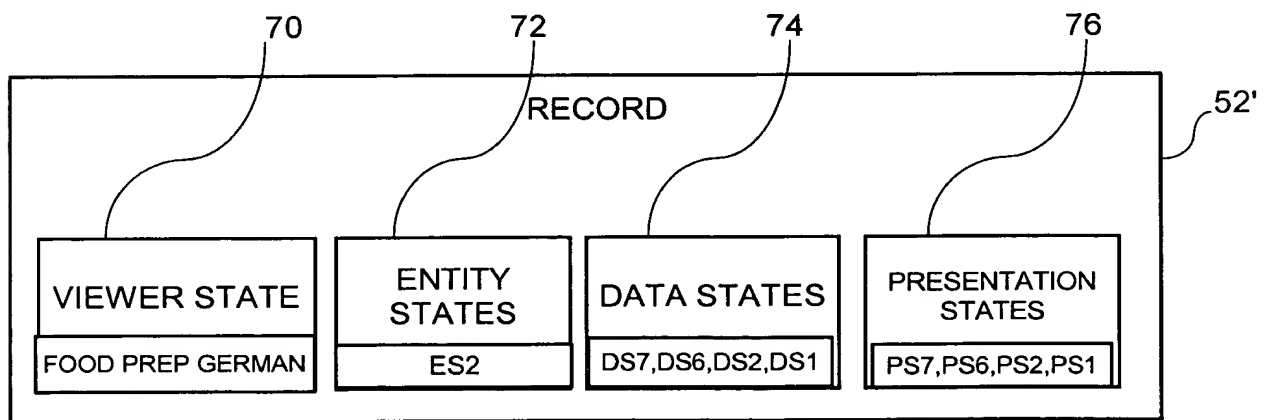 70
72
74
76
RECORD
52'
VIEWER STATE
FOOD PREP GERMAN
ENTITY
STATES
ES2
DATA STATES
DS7,DS6,DS2,DS1
PRESENTATION
STATES
PS7,PS6,PS2,PS1